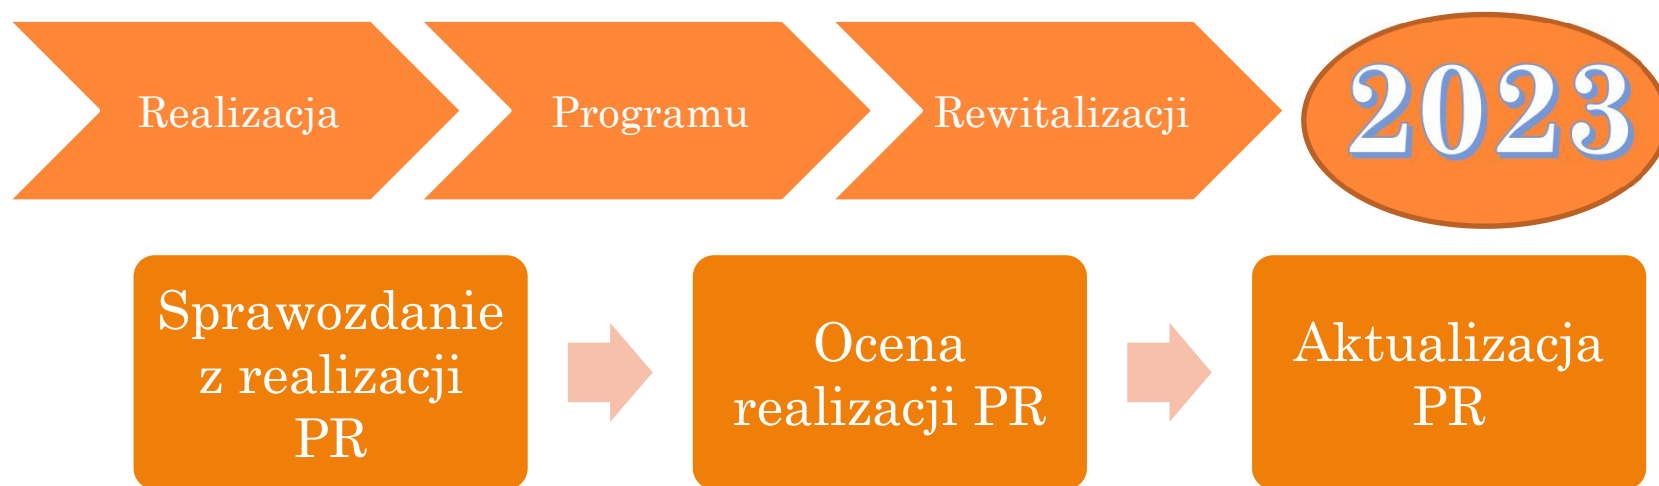 Realizacja
Programu
Rewitalizacji
2023
Sprawozdanie
z realizacji
PR
Ocena
realizacji PR
Aktualizacja
PR